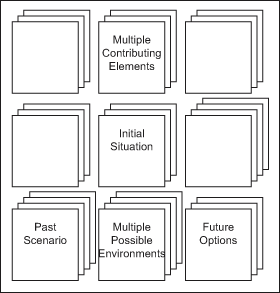 Multiple
Contributing
Elements
Initial
Situation
Past
Scenario
Multiple
Possible
Environments
Future
Options